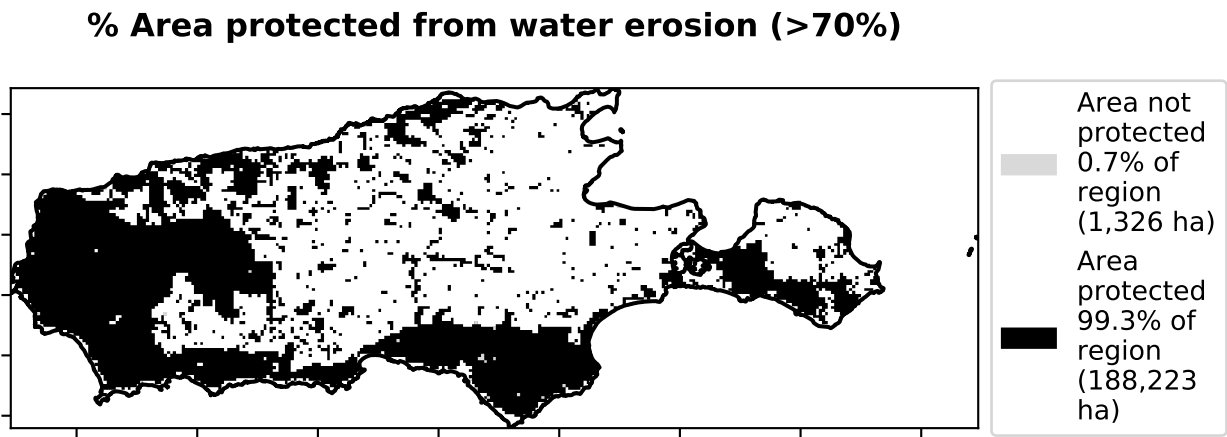 % Area protected from water erosion (>70%)
Area not
protected
0.7% of
region
(1,326 ha)
Area
protected
99.3% of
region
(188,223
ha)